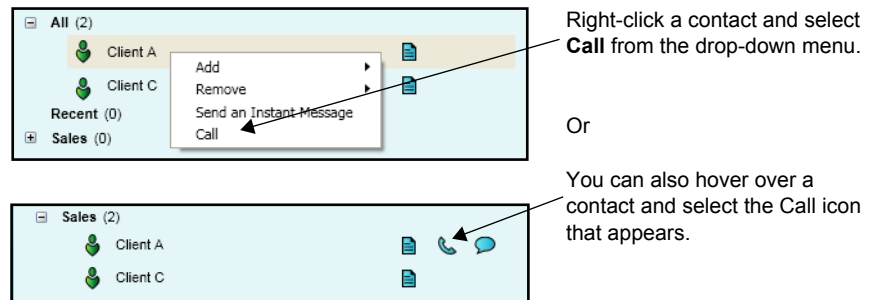 All (2)
Client A
Client C
Recent (0)
Sales (0)
Add
Remove
Send an Instant Message
Call
Right-click a contact and select
Call from the drop-down menu.
Or
You can also hover over a
contact and select the Call icon
that appears.
Sales (2)
Client A
Client C